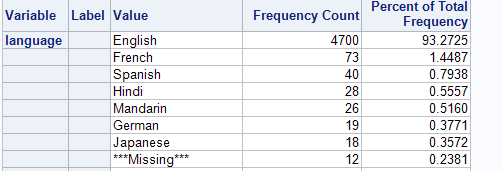 Variable Label Value Frequency Count Percent of Total Frequency
language English 4700 93.2725
French 73 1.4487
Spanish 40 0.7938
Hindi 28 0.5557
Mandarin 26 0.5160
German 19 0.3771
Japanese 18 0.3572
***Missing*** 12 0.2381